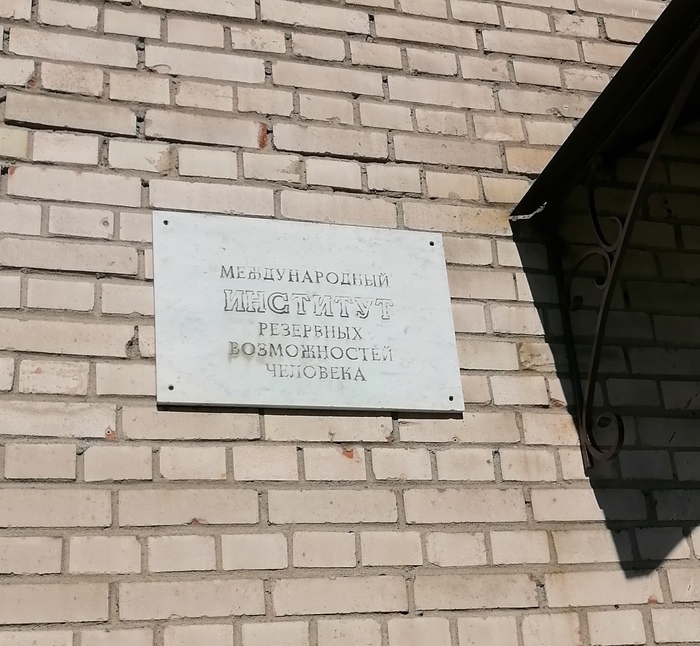 МЕЖДУНАРОДНЫЙ
ИНСТИТУТ
РЕЗЕРВНЫХ
ВОЗМОЖНОСТЕЙ
ЧЕЛОВЕКА